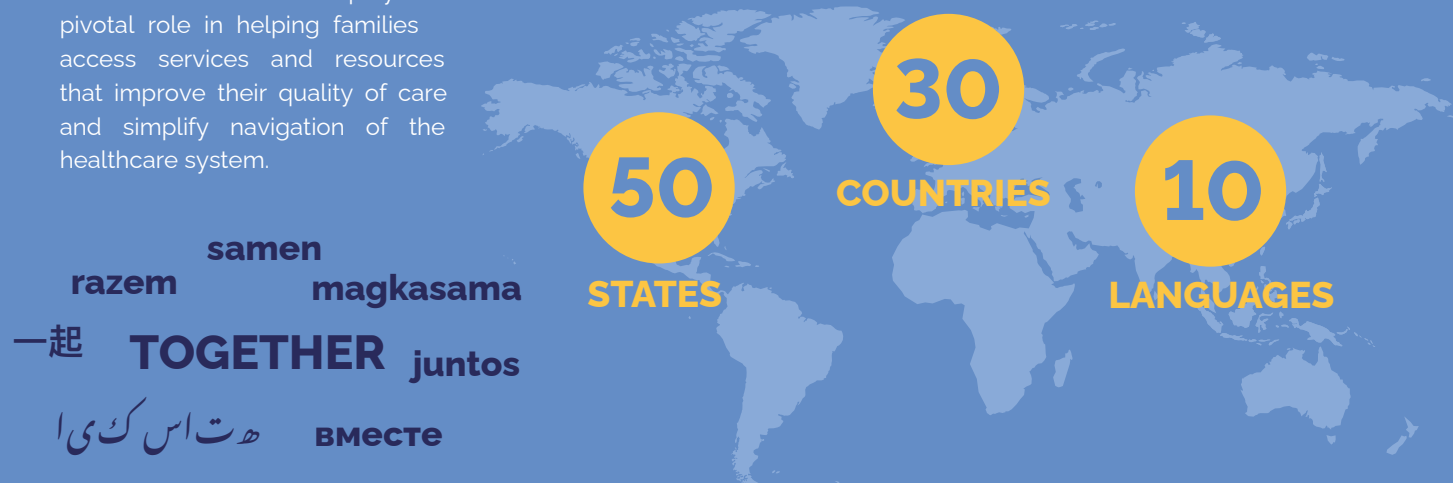 pivotal role in helping families
access services and resources
that improve their quality of care
and simplify navigation of the
healthcare system.
samen
razem
magkasama
一起
TOGETHER
juntos
ه ت ا س ك ى ا
вместе
50
STATES
30
COUNTRIES
10
LANGUAGES